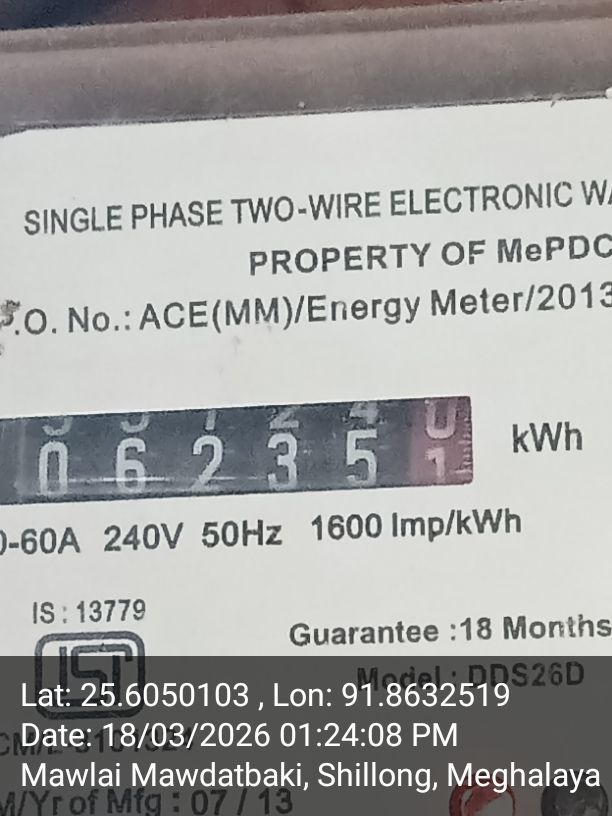 SINGLE PHASE TWO-WIRE ELECTRONIC
PROPERTY OF MePDC
.O. No.: ACE(MM)/Energy Meter/2013
0 6 2 3 5 1 kWh
0-60A 240V 50Hz 1600 Imp/kWh
IS : 13779
Guarantee :18 Months
ISI
Model : DDS26D
Lat: 25.6050103 , Lon: 91.8632519
Date: 18/03/2026 01:24:08 PM
Mawlai Mawdatbaki, Shillong, Meghalaya
M/Yr of Mfg : 07 / 13